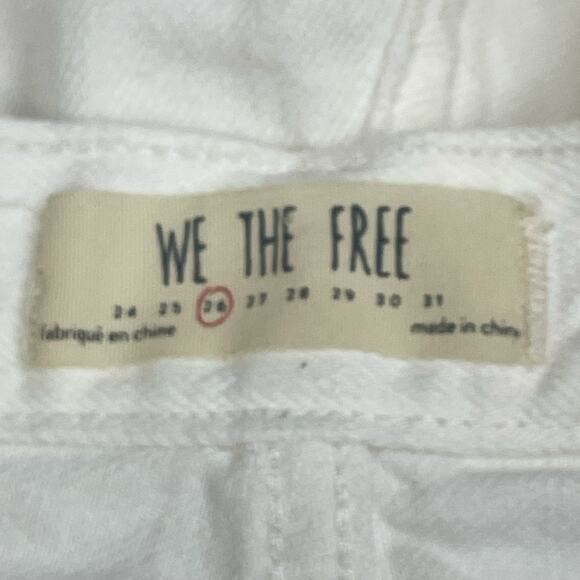 WE THE FREE
24 25 26 27 28 29 30 31
fabriqué en chine
made in china